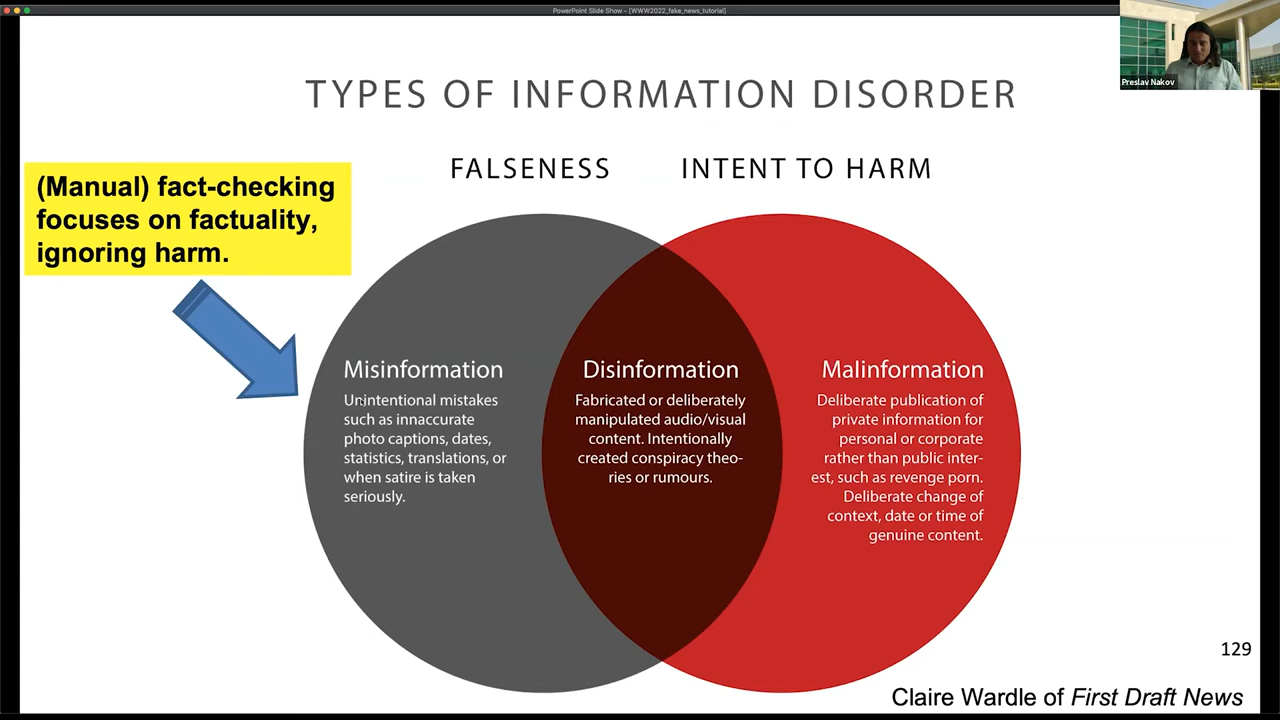 PowerPoint Slide Show - [WWW2022_fake_news_tutorial]
Preslav Nakov
TYPES OF INFORMATION DISORDER
FALSENESS
INTENT TO HARM
(Manual) fact-checking
focuses on factuality,
ignoring harm.
Misinformation
Unintentional mistakes
such as innaccurate
photo captions, dates,
statistics, translations, or
when satire is taken
seriously.
Disinformation
Fabricated or deliberately
manipulated audio/visual
content. Intentionally
created conspiracy theo-
ries or rumours.
Malinformation
Deliberate publication of
private information for
personal or corporate
rather than public inter-
est, such as revenge porn.
Deliberate change of
context, date or time of
genuine content.
129
Claire Wardle of First Draft News